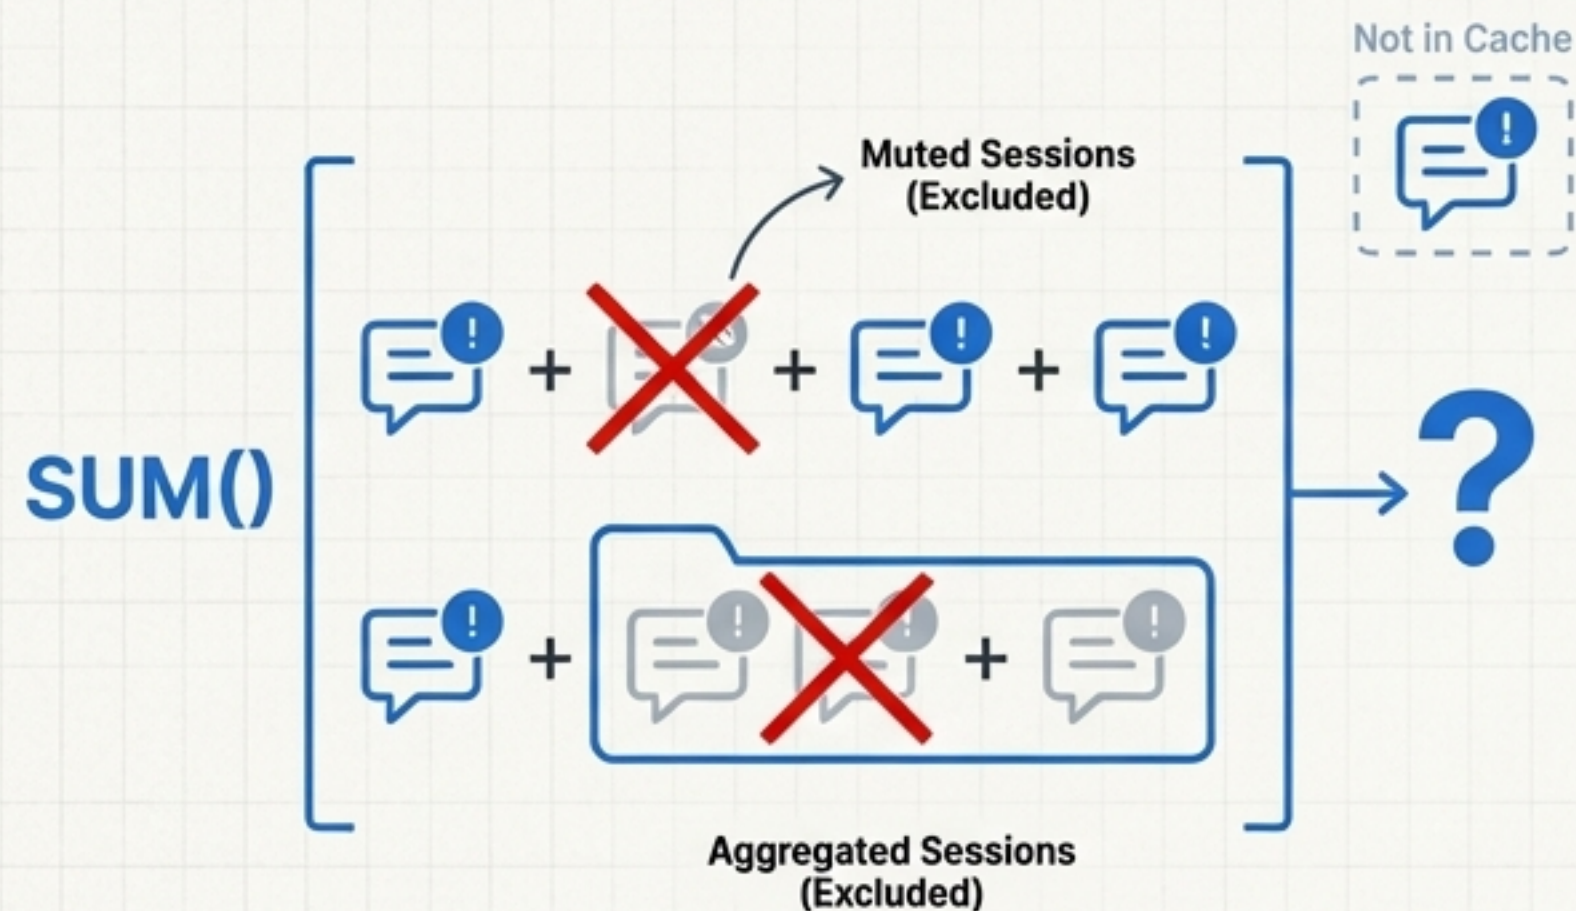 Not in Cache
Muted Sessions
(Excluded)
! + + ! + !
SUM()
?
! + ! ! + !
Aggregated Sessions
(Excluded)